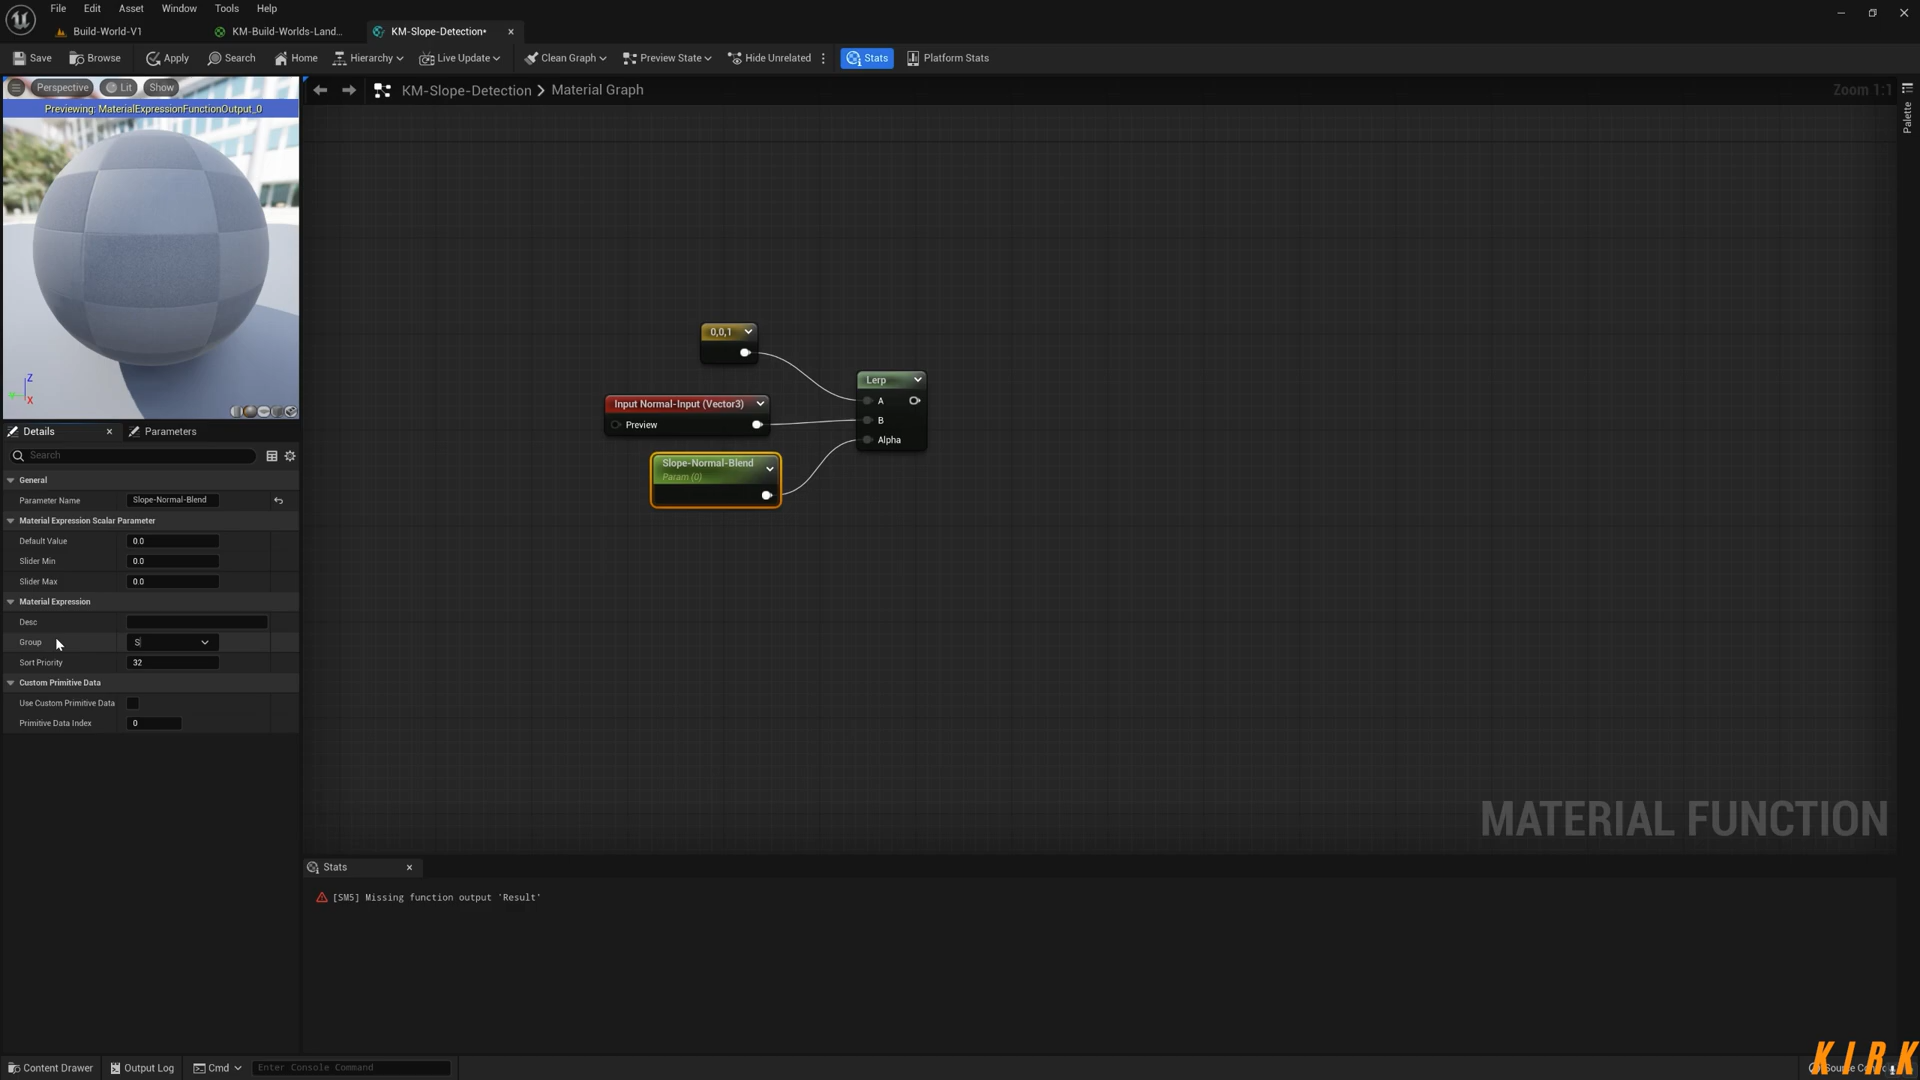 File Edit Asset Window Tools Help
Build-World-V1
KM-Build-Worlds-Land...
KM-Slope-Detection*
Save
Browse
Apply
Search
Home
Hierarchy
Live Update
Clean Graph
Preview State
Hide Unrelated
Stats
Platform Stats
Perspective
Lit
Show
Previewing: MaterialExpressionFunctionOutput_0
KM-Slope-Detection > Material Graph
Zoom 1:1
Palette
Z
X
0,0,1
Lerp
A
B
Alpha
Input Normal-Input (Vector3)
Preview
Slope-Normal-Blend
Param (0)
Details
Parameters
Search
General
Parameter Name Slope-Normal-Blend
Material Expression Scalar Parameter
Default Value 0.0
Slider Min 0.0
Slider Max 0.0
Material Expression
Desc
Group S
Sort Priority 32
Custom Primitive Data
Use Custom Primitive Data
Primitive Data Index 0
MATERIAL FUNCTION
Stats
[SM5] Missing function output 'Result'
Content Drawer
Output Log
Cmd
Enter Console Command
KIRK